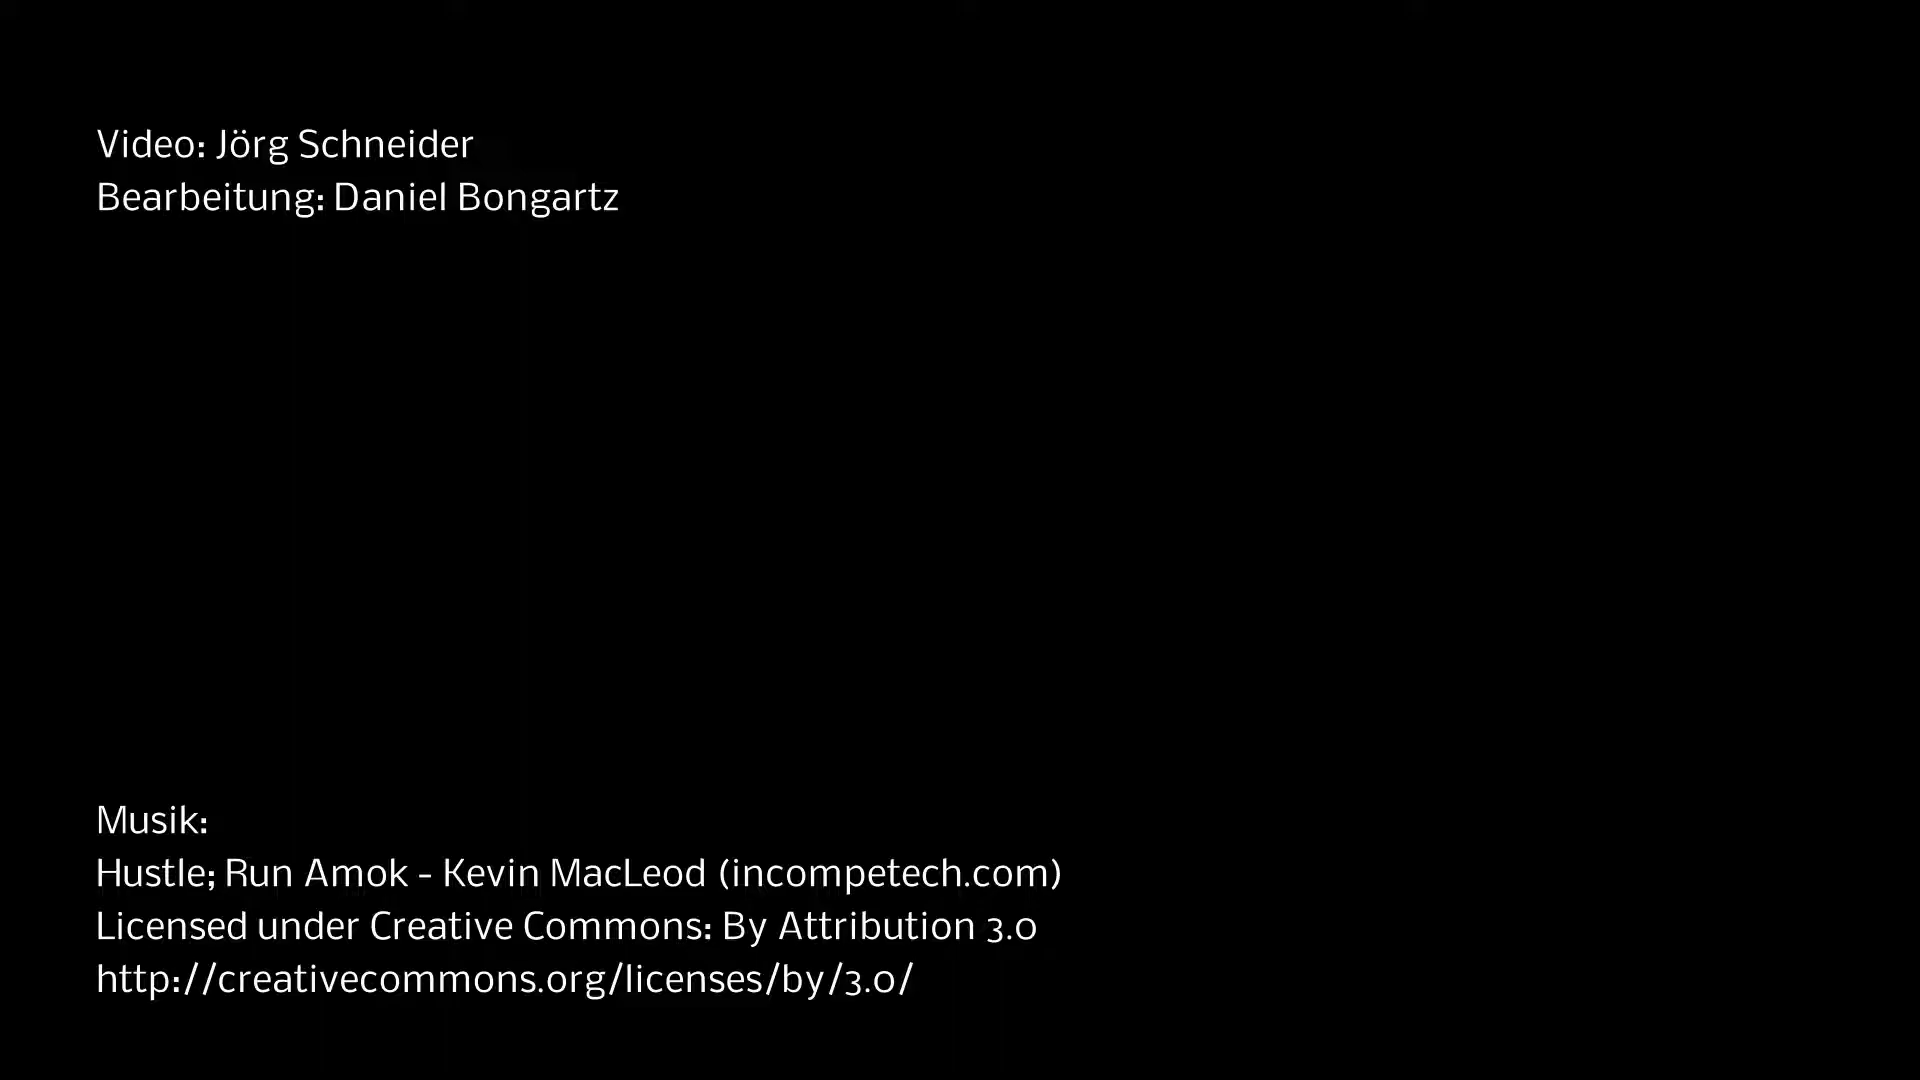 Video: Jörg Schneider
Bearbeitung: Daniel Bongartz
Musik:
Hustle; Run Amok - Kevin MacLeod (incompetech.com)
Licensed under Creative Commons: By Attribution 3.0
http://creativecommons.org/licenses/by/3.0/